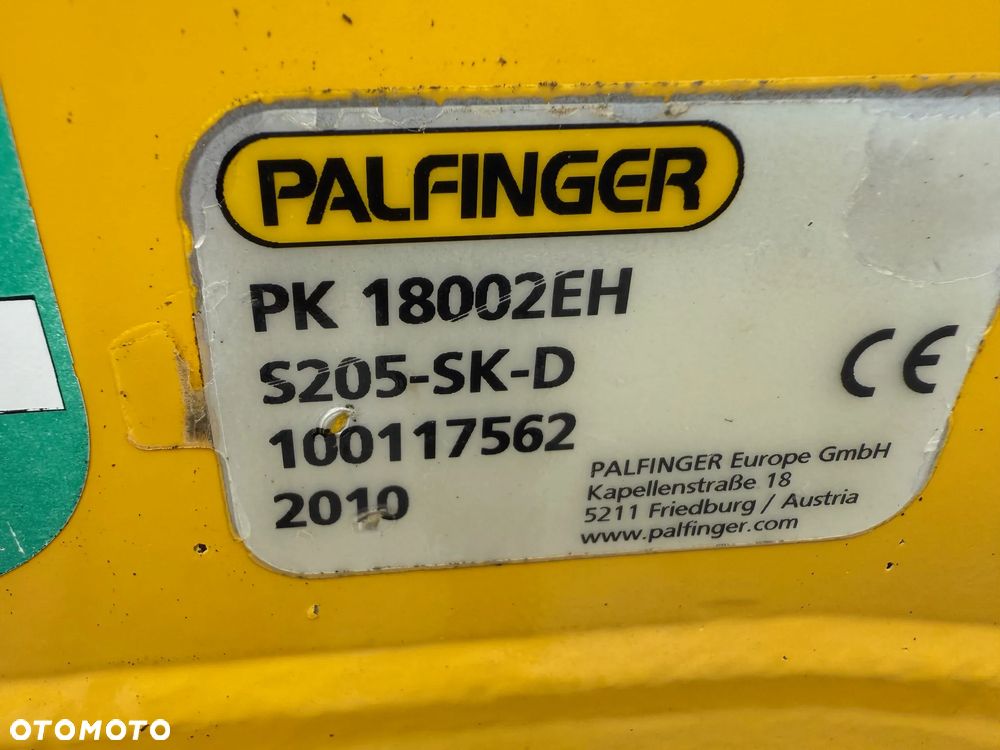 PALFINGER
PK 18002EH
S205-SK-D
100117562
2010
CE
PALFINGER Europe GmbH
Kapellenstraße 18
5211 Friedburg / Austria
www.palfinger.com
OTOMOTO